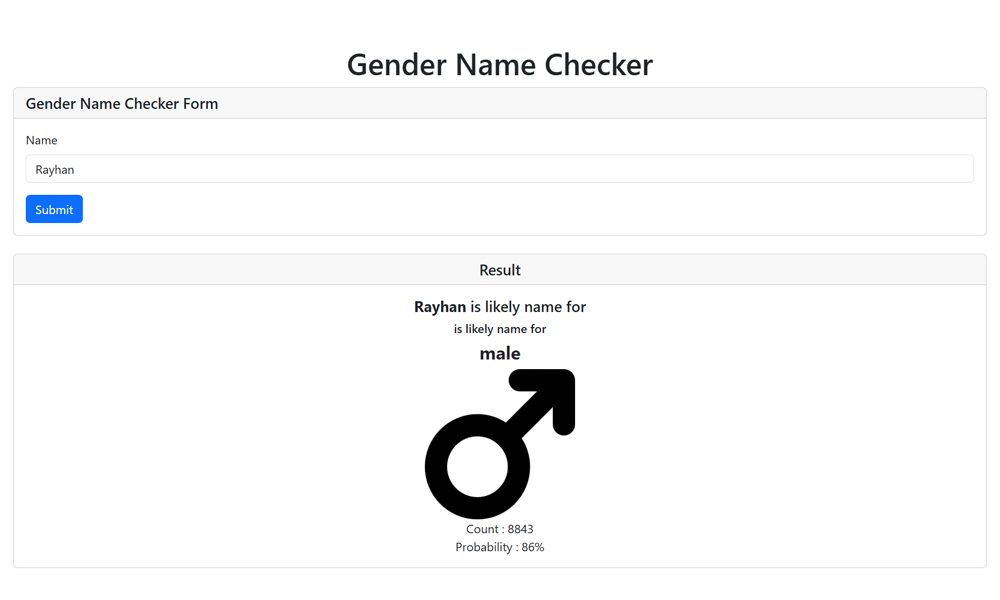 Gender Name Checker
Gender Name Checker Form
Name
Rayhan
Submit
Result
Rayhan is likely name for
is likely name for
male
Count : 8843
Probability : 86%